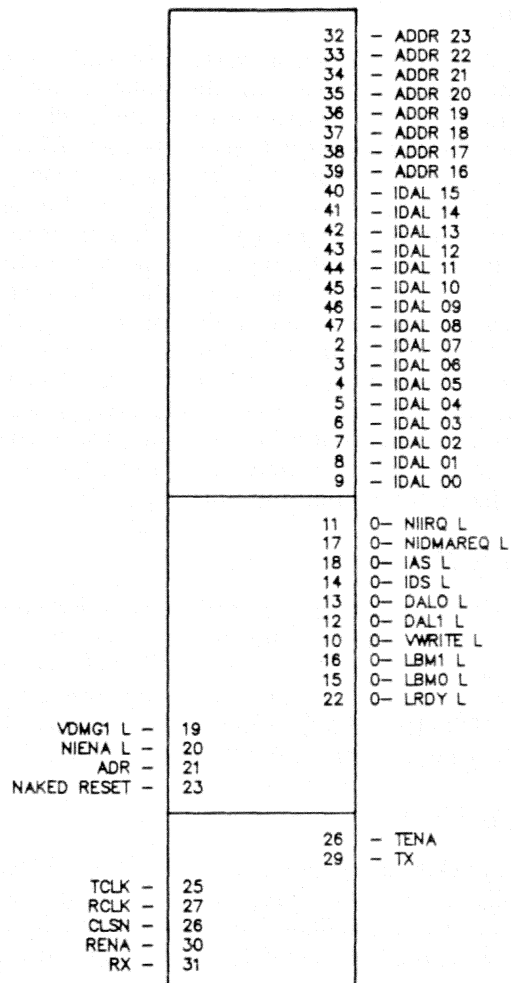 32 - ADDR 23
33 - ADDR 22
34 - ADDR 21
35 - ADDR 20
36 - ADDR 19
37 - ADDR 18
38 - ADDR 17
39 - ADDR 16
40 - IDAL 15
41 - IDAL 14
42 - IDAL 13
43 - IDAL 12
44 - IDAL 11
45 - IDAL 10
46 - IDAL 09
47 - IDAL 08
2 - IDAL 07
3 - IDAL 06
4 - IDAL 05
5 - IDAL 04
6 - IDAL 03
7 - IDAL 02
8 - IDAL 01
9 - IDAL 00
11 O- NIIRQ L
17 O- NIDMAREQ L
18 O- IAS L
14 O- IDS L
13 O- DAL0 L
12 O- DAL1 L
10 O- VWRITE L
16 O- LBM1 L
15 O- LBM0 L
22 O- LRDY L
VDMG1 L - 19
NIENA L - 20
ADR - 21
NAKED RESET - 23
26 - TENA
29 - TX
TCLK - 25
RCLK - 27
CLSN - 26
RENA - 30
RX - 31